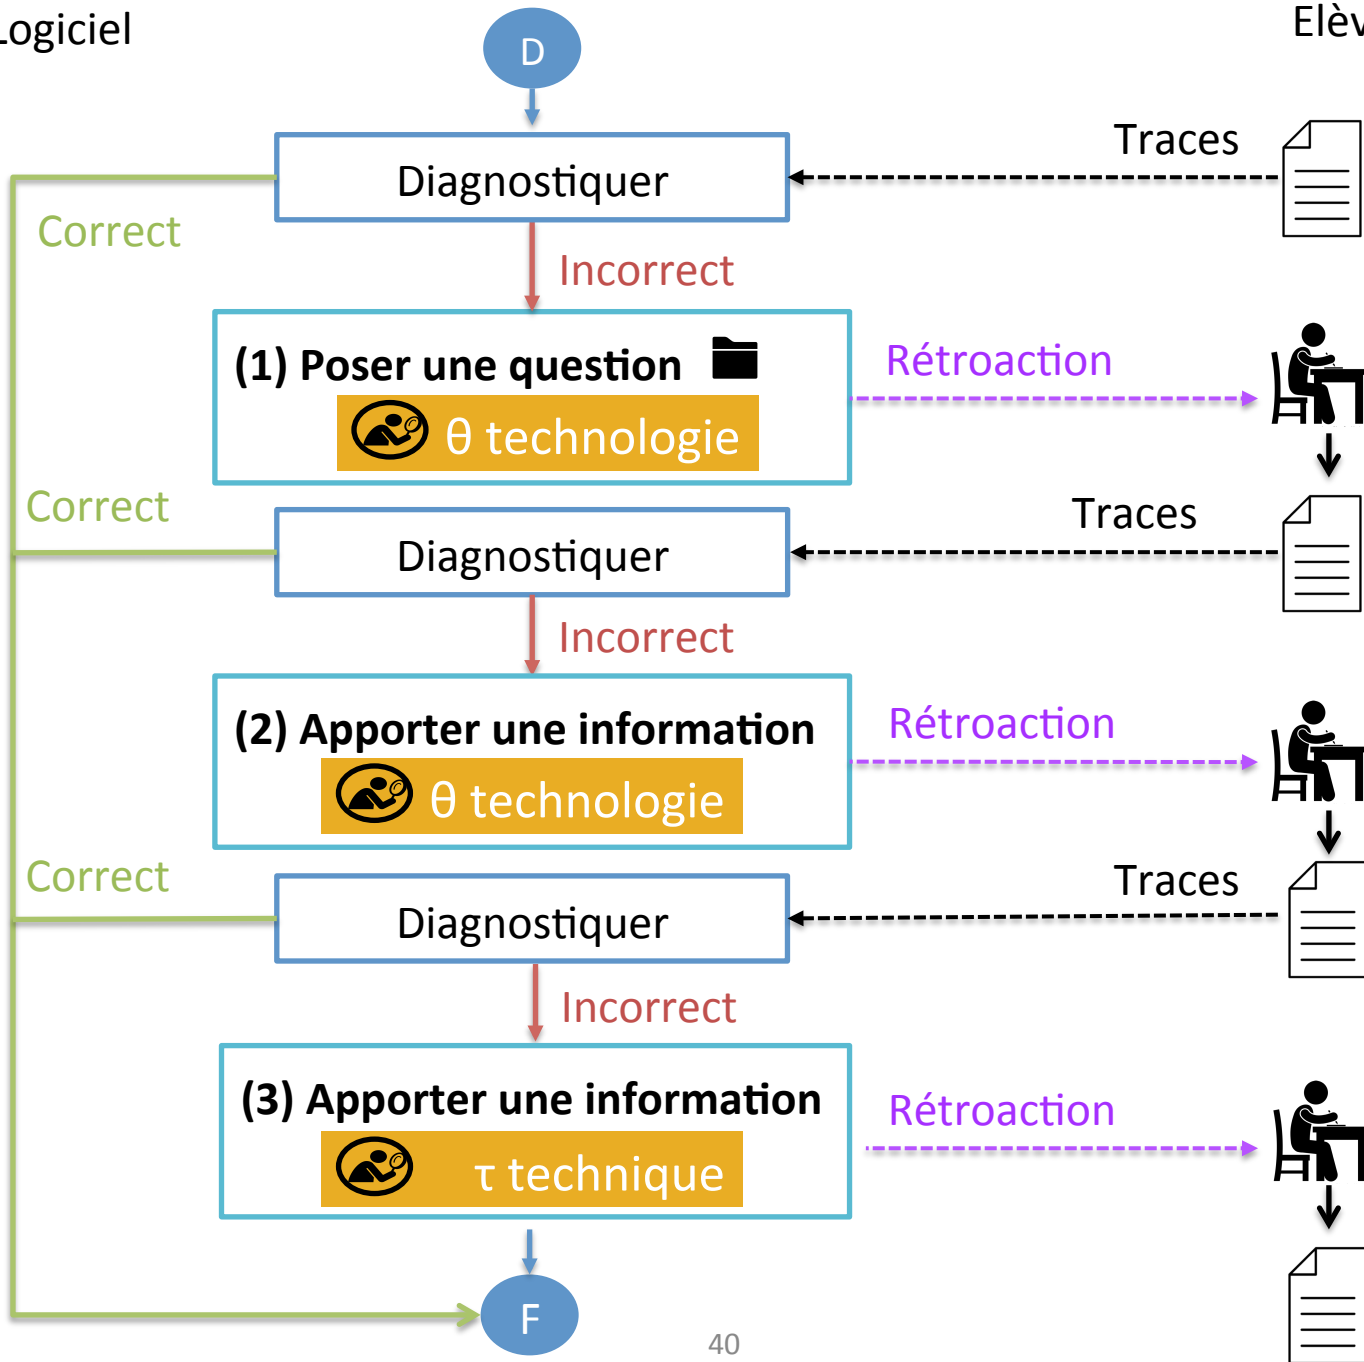 Logiciel
Elèv
D
Traces
Diagnostiquer
Correct
Incorrect
(1) Poser une question
Rétroaction
θ technologie
Correct
Traces
Diagnostiquer
Incorrect
(2) Apporter une information
Rétroaction
θ technologie
Correct
Traces
Diagnostiquer
Incorrect
(3) Apporter une information
Rétroaction
τ technique
F
40